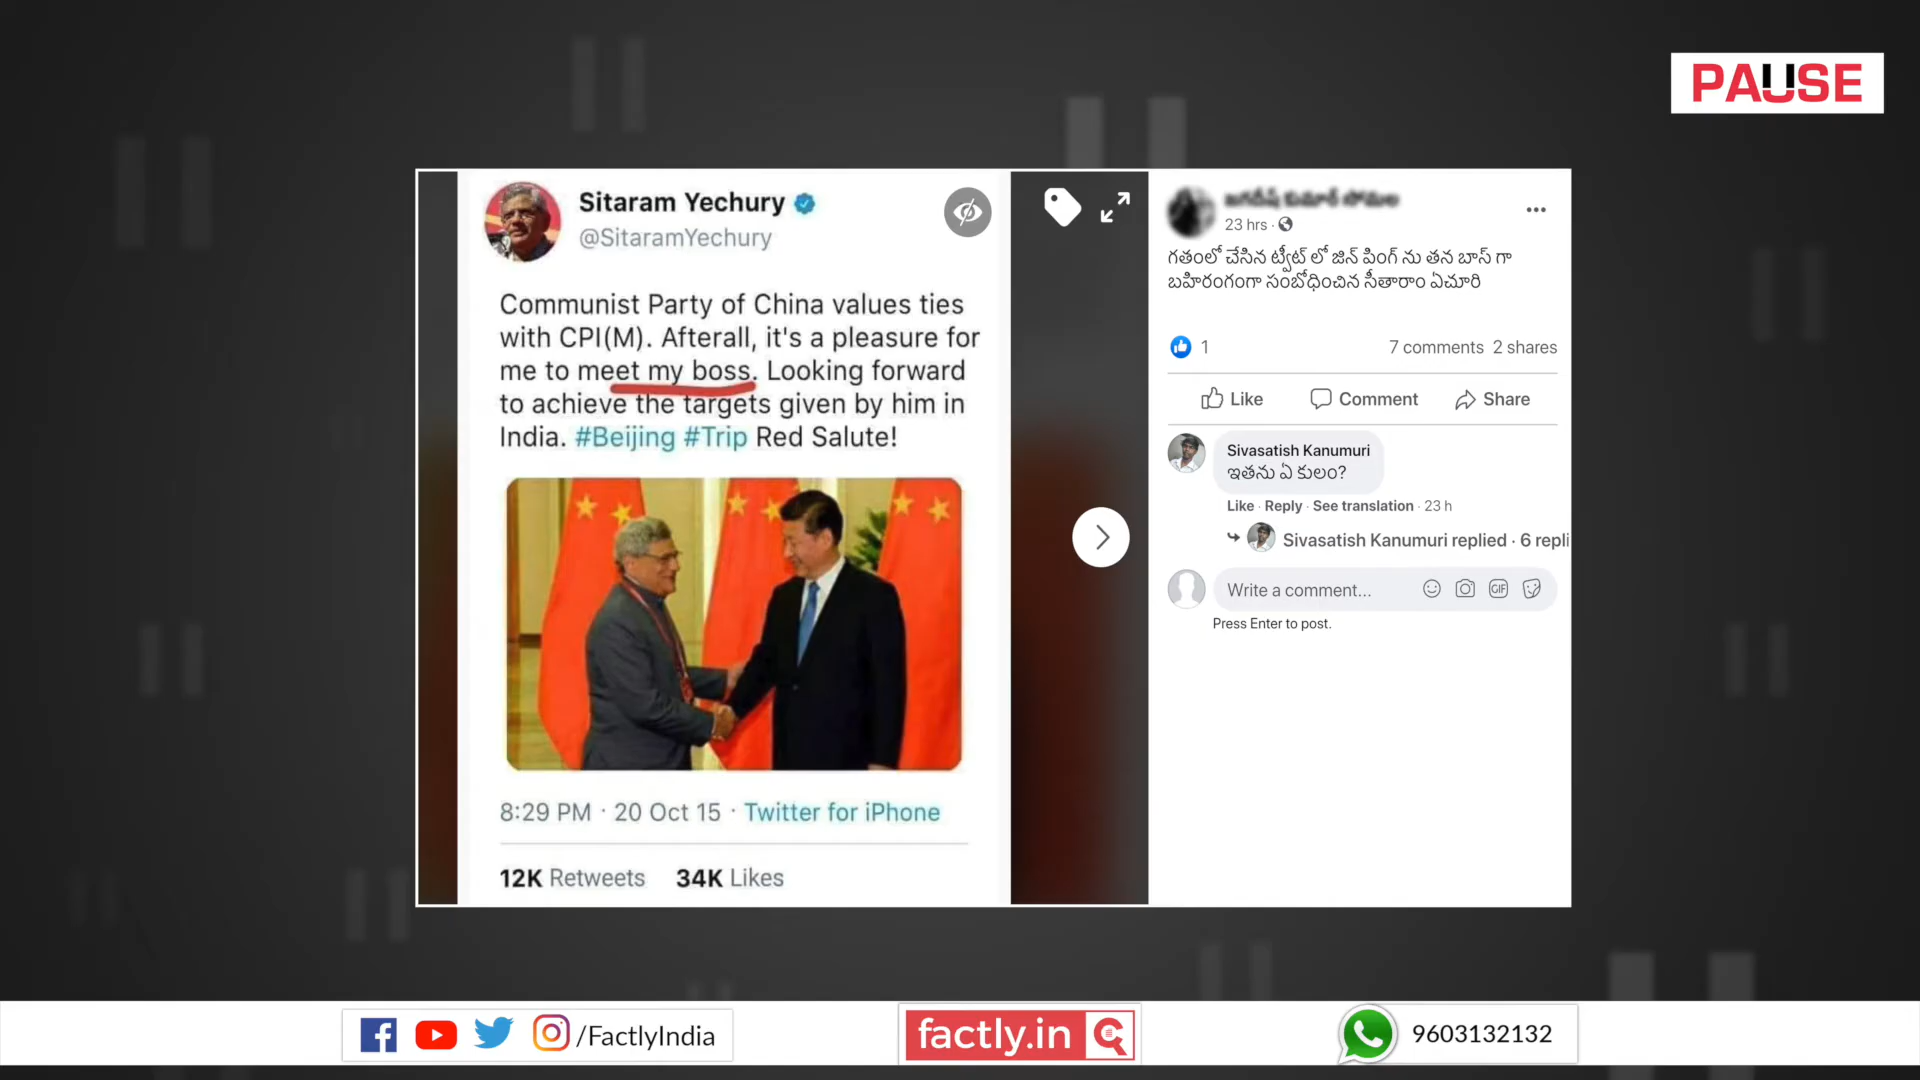 PAUSE
Sitaram Yechury
@SitaramYechury
Communist Party of China values ties
with CPI(M). Afterall, it's a pleasure for
me to meet my boss. Looking forward
to achieve the targets given by him in
India. #Beijing #Trip Red Salute!
8:29 PM · 20 Oct 15 · Twitter for iPhone
12K Retweets 34K Likes
23 hrs ·
గతంలో చేసిన ట్వీట్ లో జిన్ పింగ్ ను తన బాస్ గా
బహిరంగంగా సంబోధించిన సీతారాం ఏచూరి
1 7 comments 2 shares
Like Comment Share
Sivasatish Kanumuri
ఇతను ఏ కులం?
Like · Reply · See translation · 23 h
Sivasatish Kanumuri replied · 6 repli
Write a comment...
GIF
Press Enter to post.
/FactlyIndia
factly.in
9603132132